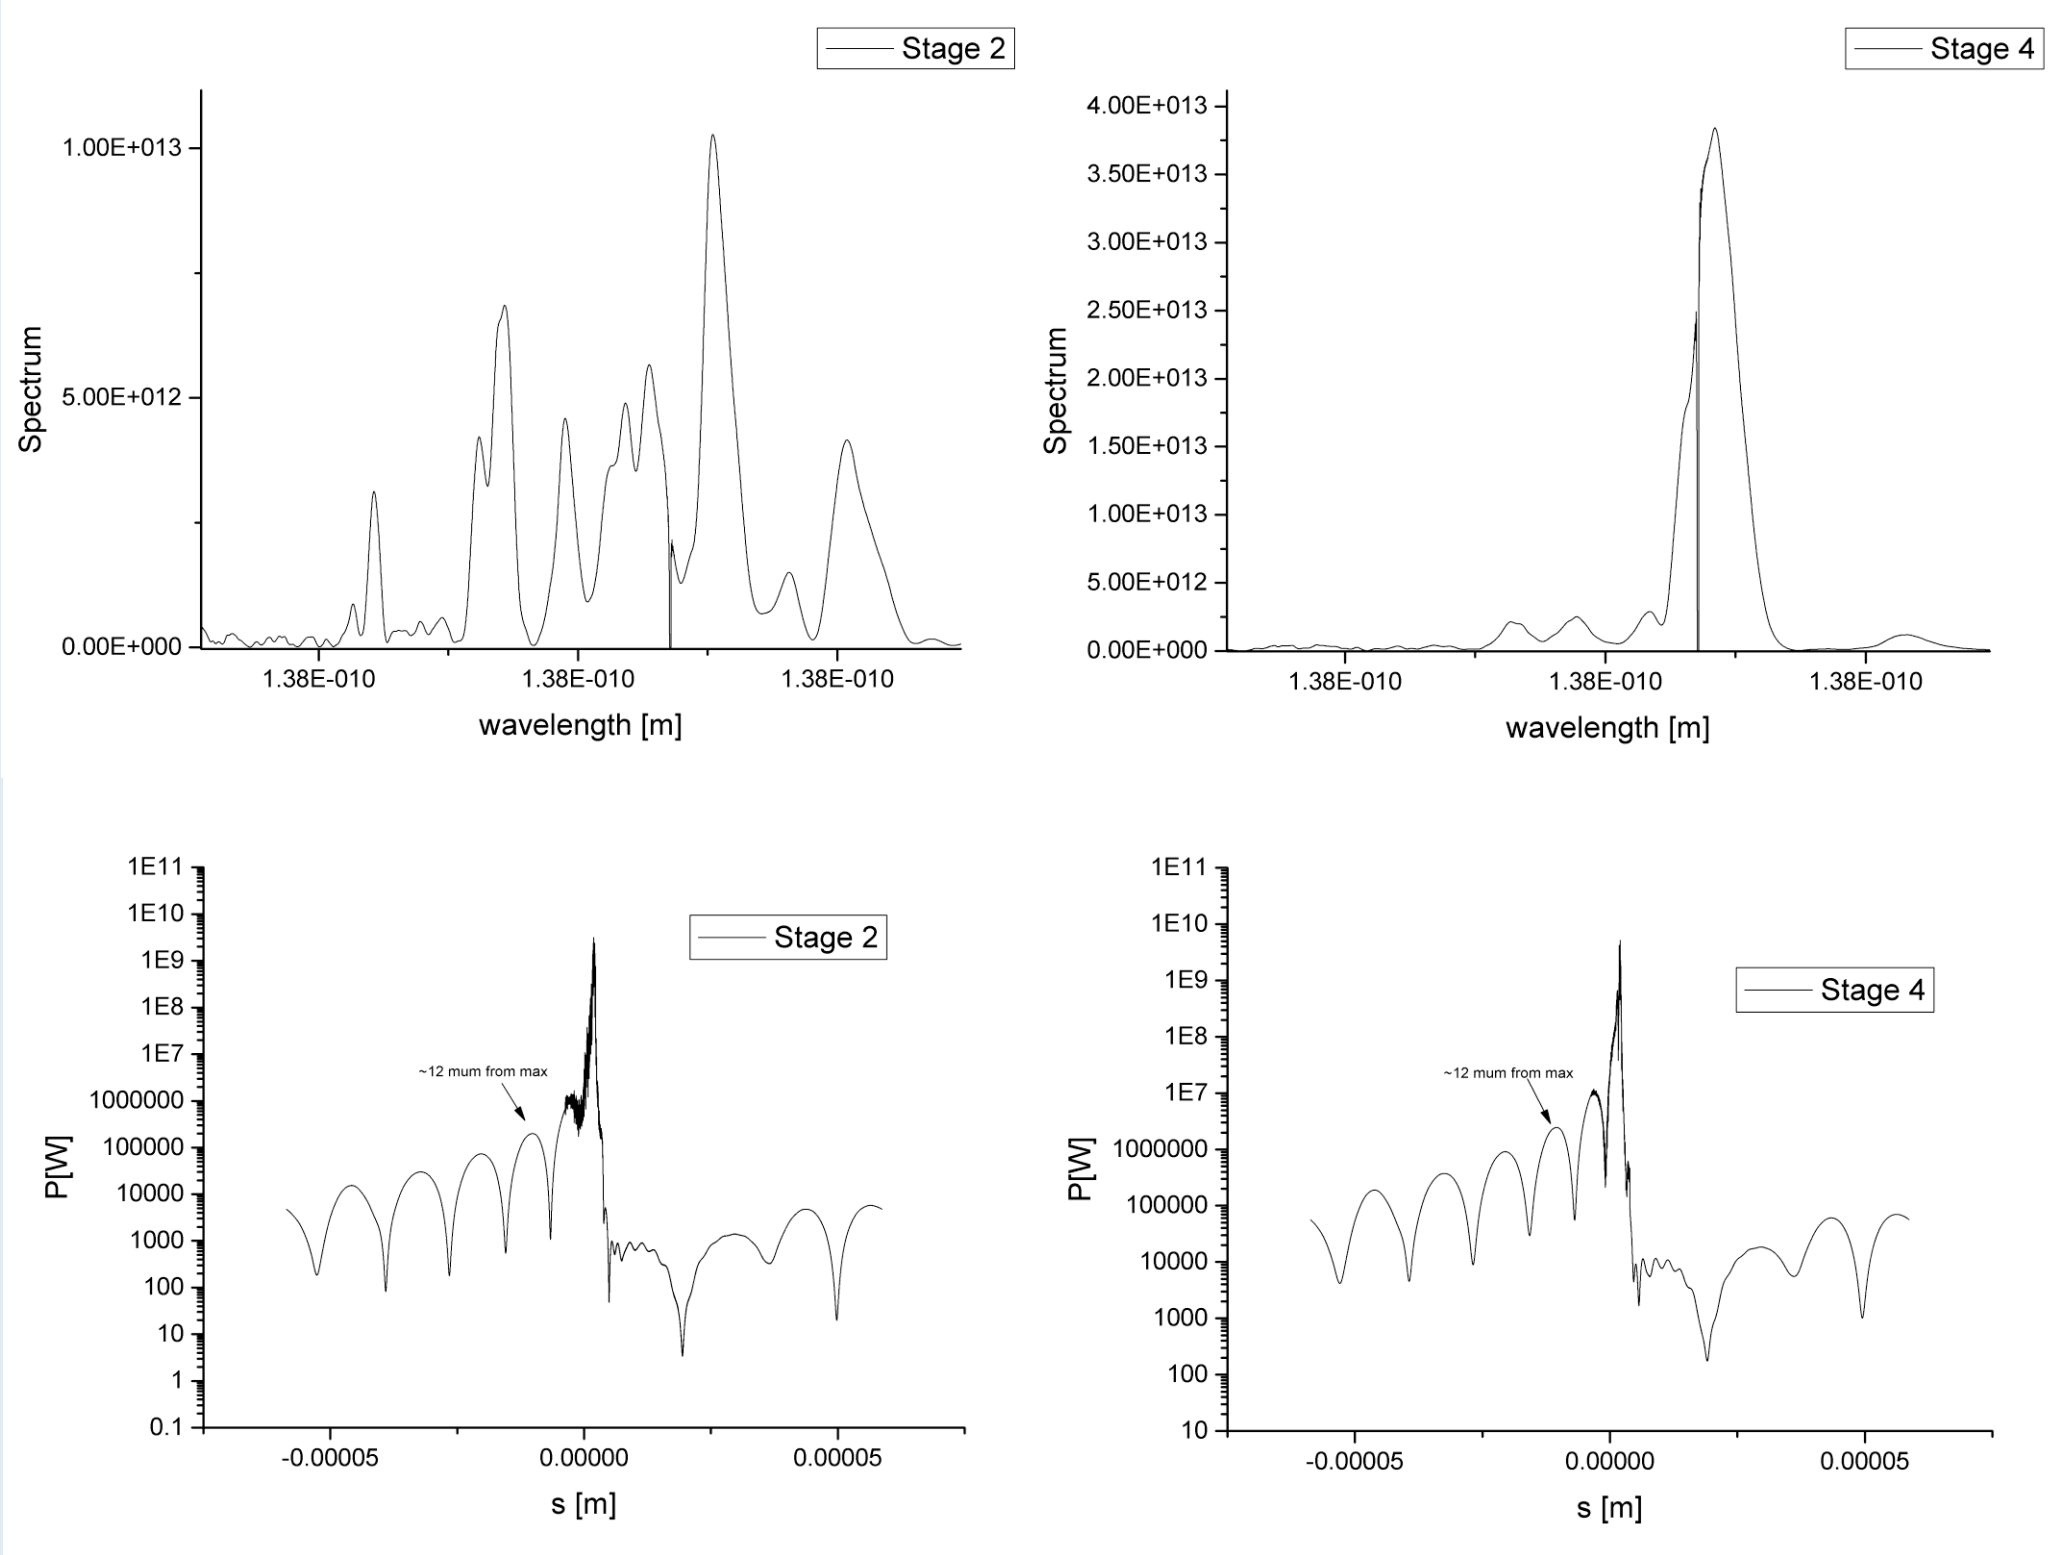 Stage 2
1.00E+013
5.00E+012
0.00E+000
Spectrum
1.38E-010 1.38E-010 1.38E-010
wavelength [m]
Stage 4
4.00E+013
3.50E+013
3.00E+013
2.50E+013
2.00E+013
1.50E+013
1.00E+013
5.00E+012
0.00E+000
Spectrum
1.38E-010 1.38E-010 1.38E-010
wavelength [m]
1E11
1E10
1E9
1E8
1E7
1000000
100000
10000
1000
100
10
1
0.1
P[W]
Stage 2
~12 mum from max
-0.00005 0.00000 0.00005
s [m]
1E11
1E10
1E9
1E8
1E7
1000000
100000
10000
1000
100
10
P[W]
Stage 4
~12 mum from max
-0.00005 0.00000 0.00005
s [m]